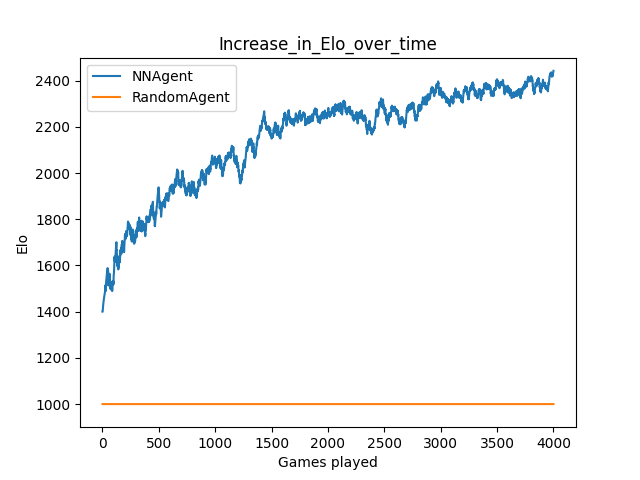 Increase_in_Elo_over_time
NNAgent
RandomAgent
Elo
2400
2200
2000
1800
1600
1400
1200
1000
0 500 1000 1500 2000 2500 3000 3500 4000
Games played